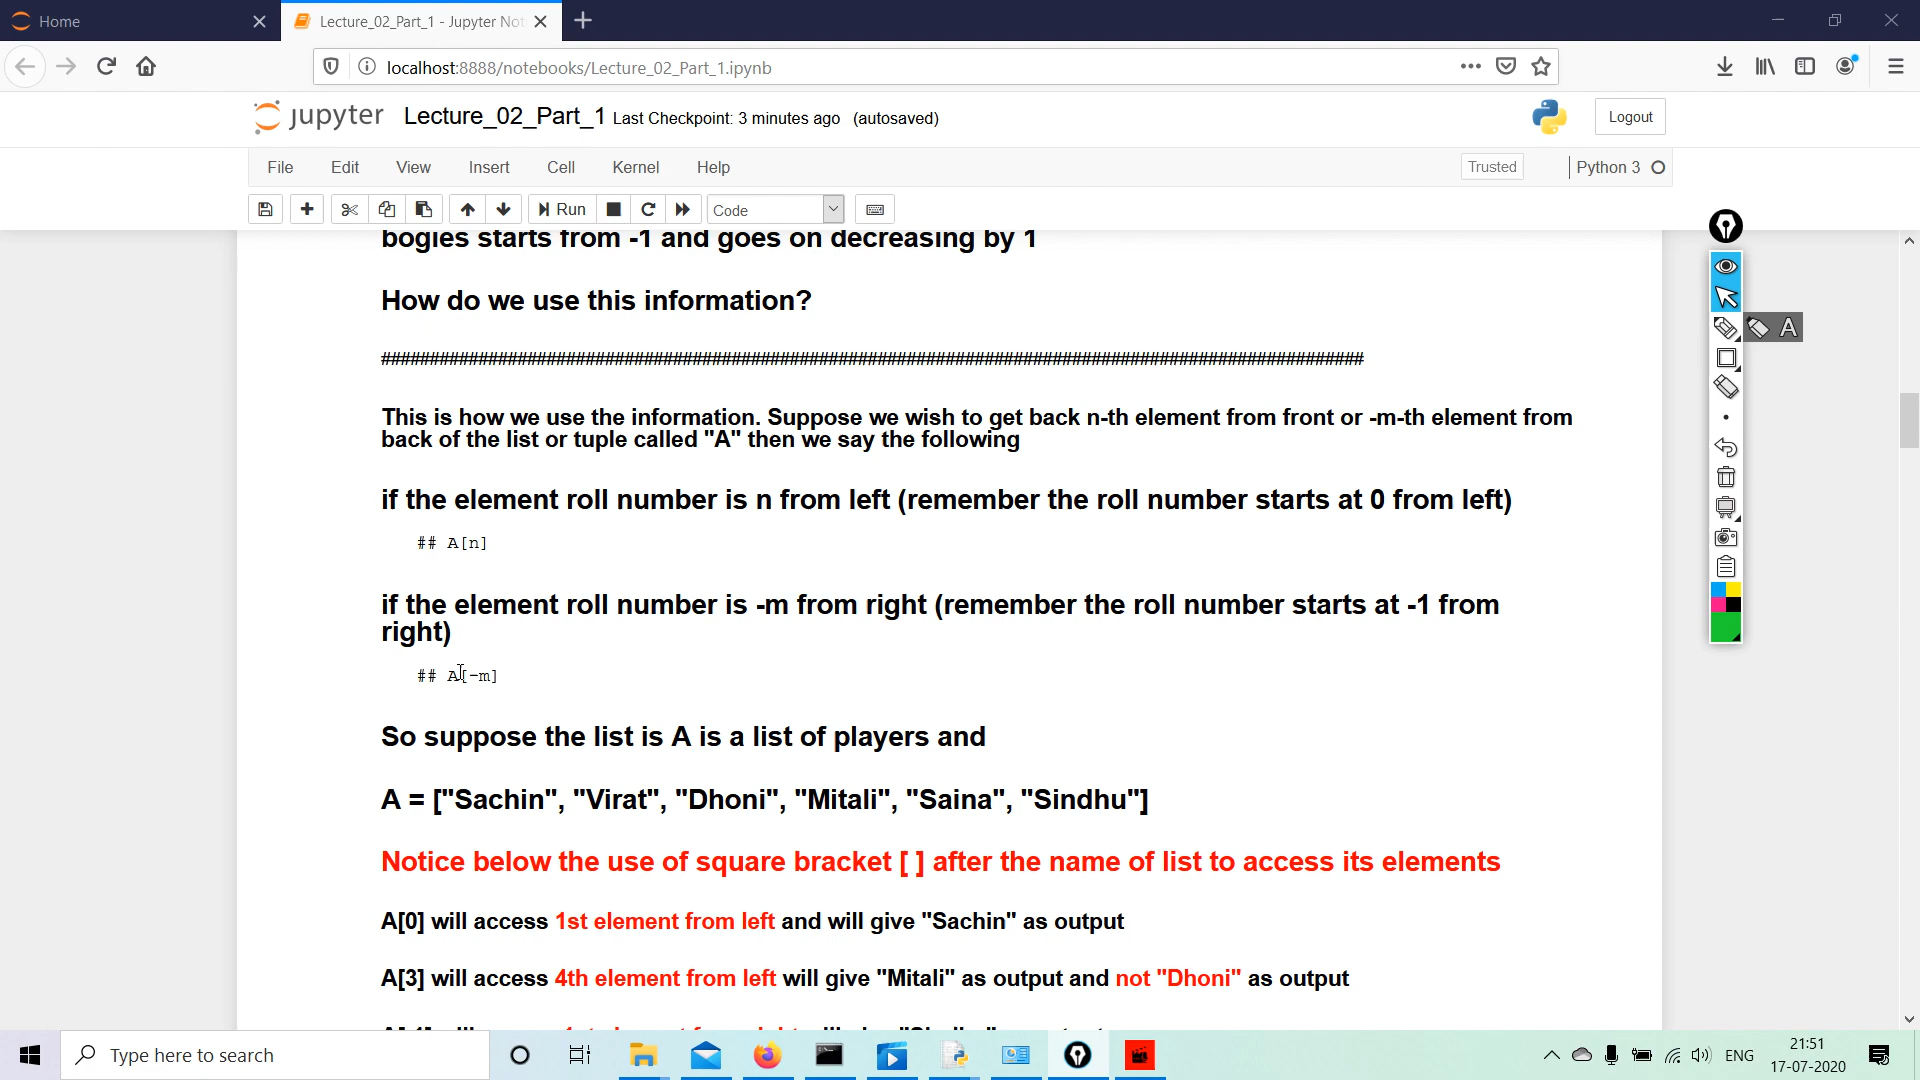 Home
Lecture_02_Part_1 - Jupyter Not
localhost:8888/notebooks/Lecture_02_Part_1.ipynb
jupyter Lecture_02_Part_1 Last Checkpoint: 3 minutes ago (autosaved)
Logout
File Edit View Insert Cell Kernel Help
Trusted
Python 3
Run
Code
bogies starts from -1 and goes on decreasing by 1
How do we use this information?
This is how we use the information. Suppose we wish to get back n-th element from front or -m-th element from
back of the list or tuple called "A" then we say the following
if the element roll number is n from left (remember the roll number starts at 0 from left)
## A[n]
if the element roll number is -m from right (remember the roll number starts at -1 from
right)
## A[-m]
So suppose the list is A is a list of players and
A = ["Sachin", "Virat", "Dhoni", "Mitali", "Saina", "Sindhu"]
Notice below the use of square bracket [ ] after the name of list to access its elements
A[0] will access 1st element from left and will give "Sachin" as output
A[3] will access 4th element from left will give "Mitali" as output and not "Dhoni" as output
A
Type here to search
ENG
21:51
17-07-2020